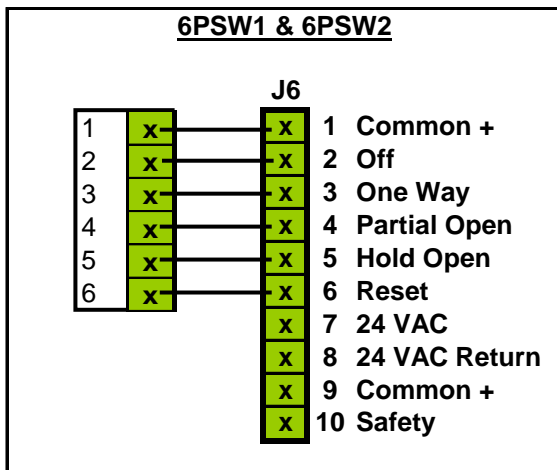 6PSW1 & 6PSW2
J6
1 x x 1 Common +
2 x x 2 Off
3 x x 3 One Way
4 x x 4 Partial Open
5 x x 5 Hold Open
6 x x 6 Reset
x 7 24 VAC
x 8 24 VAC Return
x 9 Common +
x 10 Safety